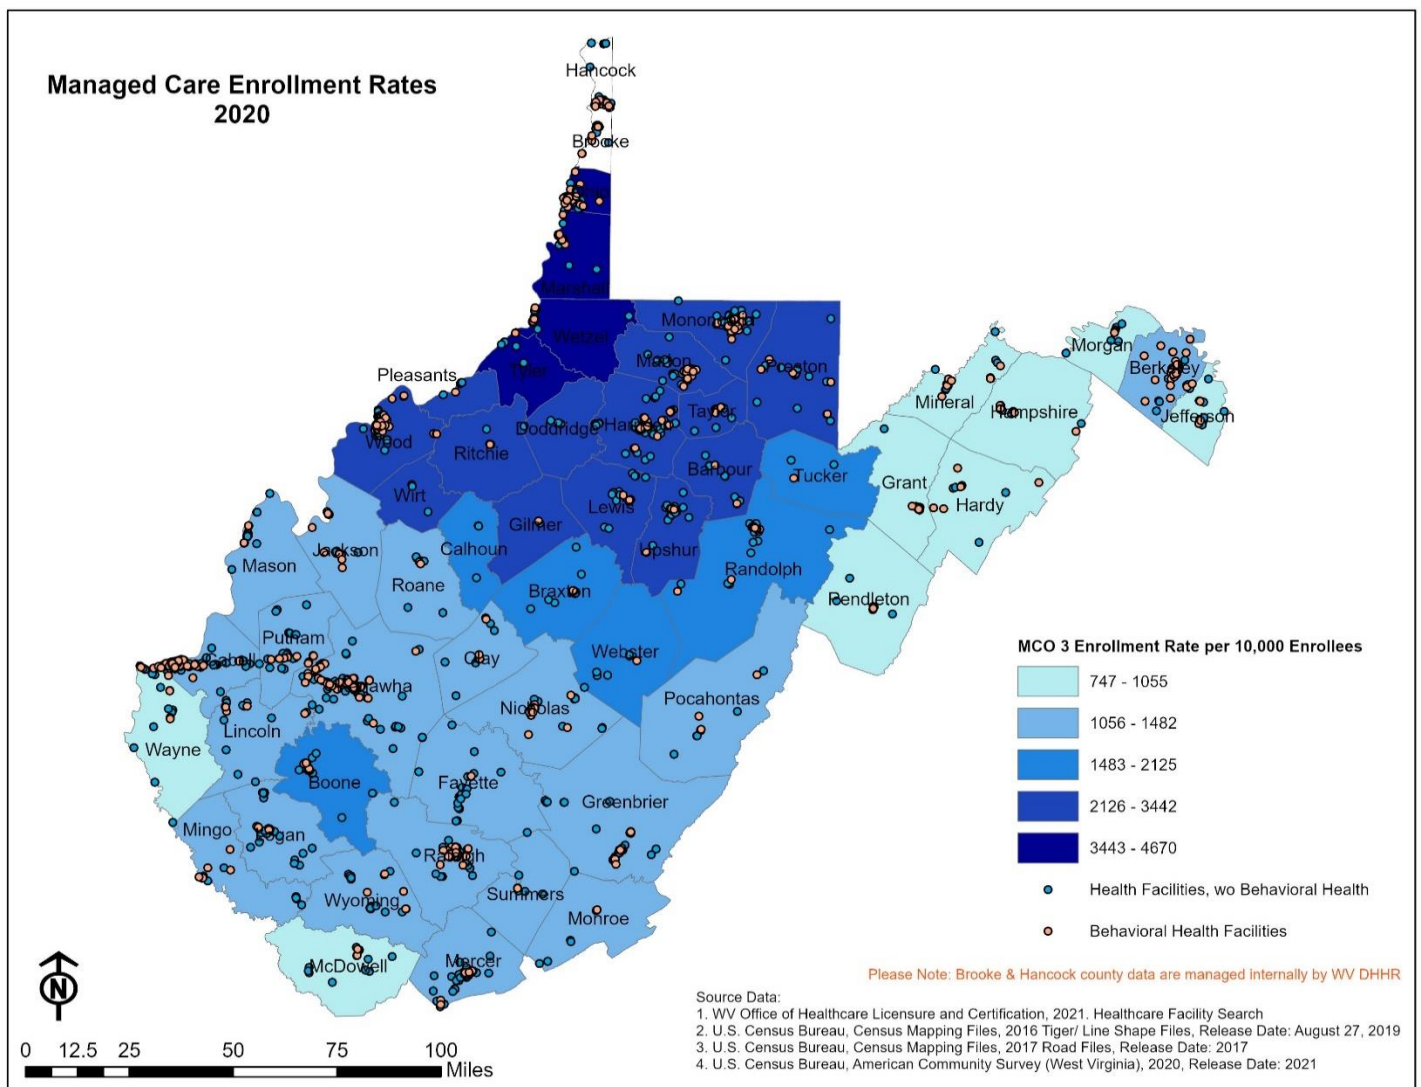 Managed Care Enrollment Rates
2020
Hancock
Brooke
Ohio
Marshall
Wetzel
Tyler
Pleasants
Monongalia
Marion
Preston
Morgan
Berkeley
Jefferson
Mineral
Hampshire
Wood
Ritchie
Doddridge
Harrison
Taylor
Barbour
Tucker
Grant
Hardy
Wirt
Gilmer
Lewis
Upshur
Randolph
Pendleton
Mason
Jackson
Roane
Calhoun
Braxton
Webster
Pocahontas
Putnam
Cabell
Kanawha
Clay
Nicholas
Wayne
Lincoln
Boone
Fayette
Greenbrier
Mingo
Logan
Raleigh
Wyoming
Summers
Monroe
McDowell
Mercer
MCO 3 Enrollment Rate per 10,000 Enrollees
747 - 1055
1056 - 1482
1483 - 2125
2126 - 3442
3443 - 4670
Health Facilities, wo Behavioral Health
Behavioral Health Facilities
Please Note: Brooke & Hancock county data are managed internally by WV DHHR
Source Data:
1. WV Office of Healthcare Licensure and Certification, 2021. Healthcare Facility Search
2. U.S. Census Bureau, Census Mapping Files, 2016 Tiger/ Line Shape Files, Release Date: August 27, 2019
3. U.S. Census Bureau, Census Mapping Files, 2017 Road Files, Release Date: 2017
4. U.S. Census Bureau, American Community Survey (West Virginia), 2020, Release Date: 2021
N
0 12.5 25 50 75 100
Miles